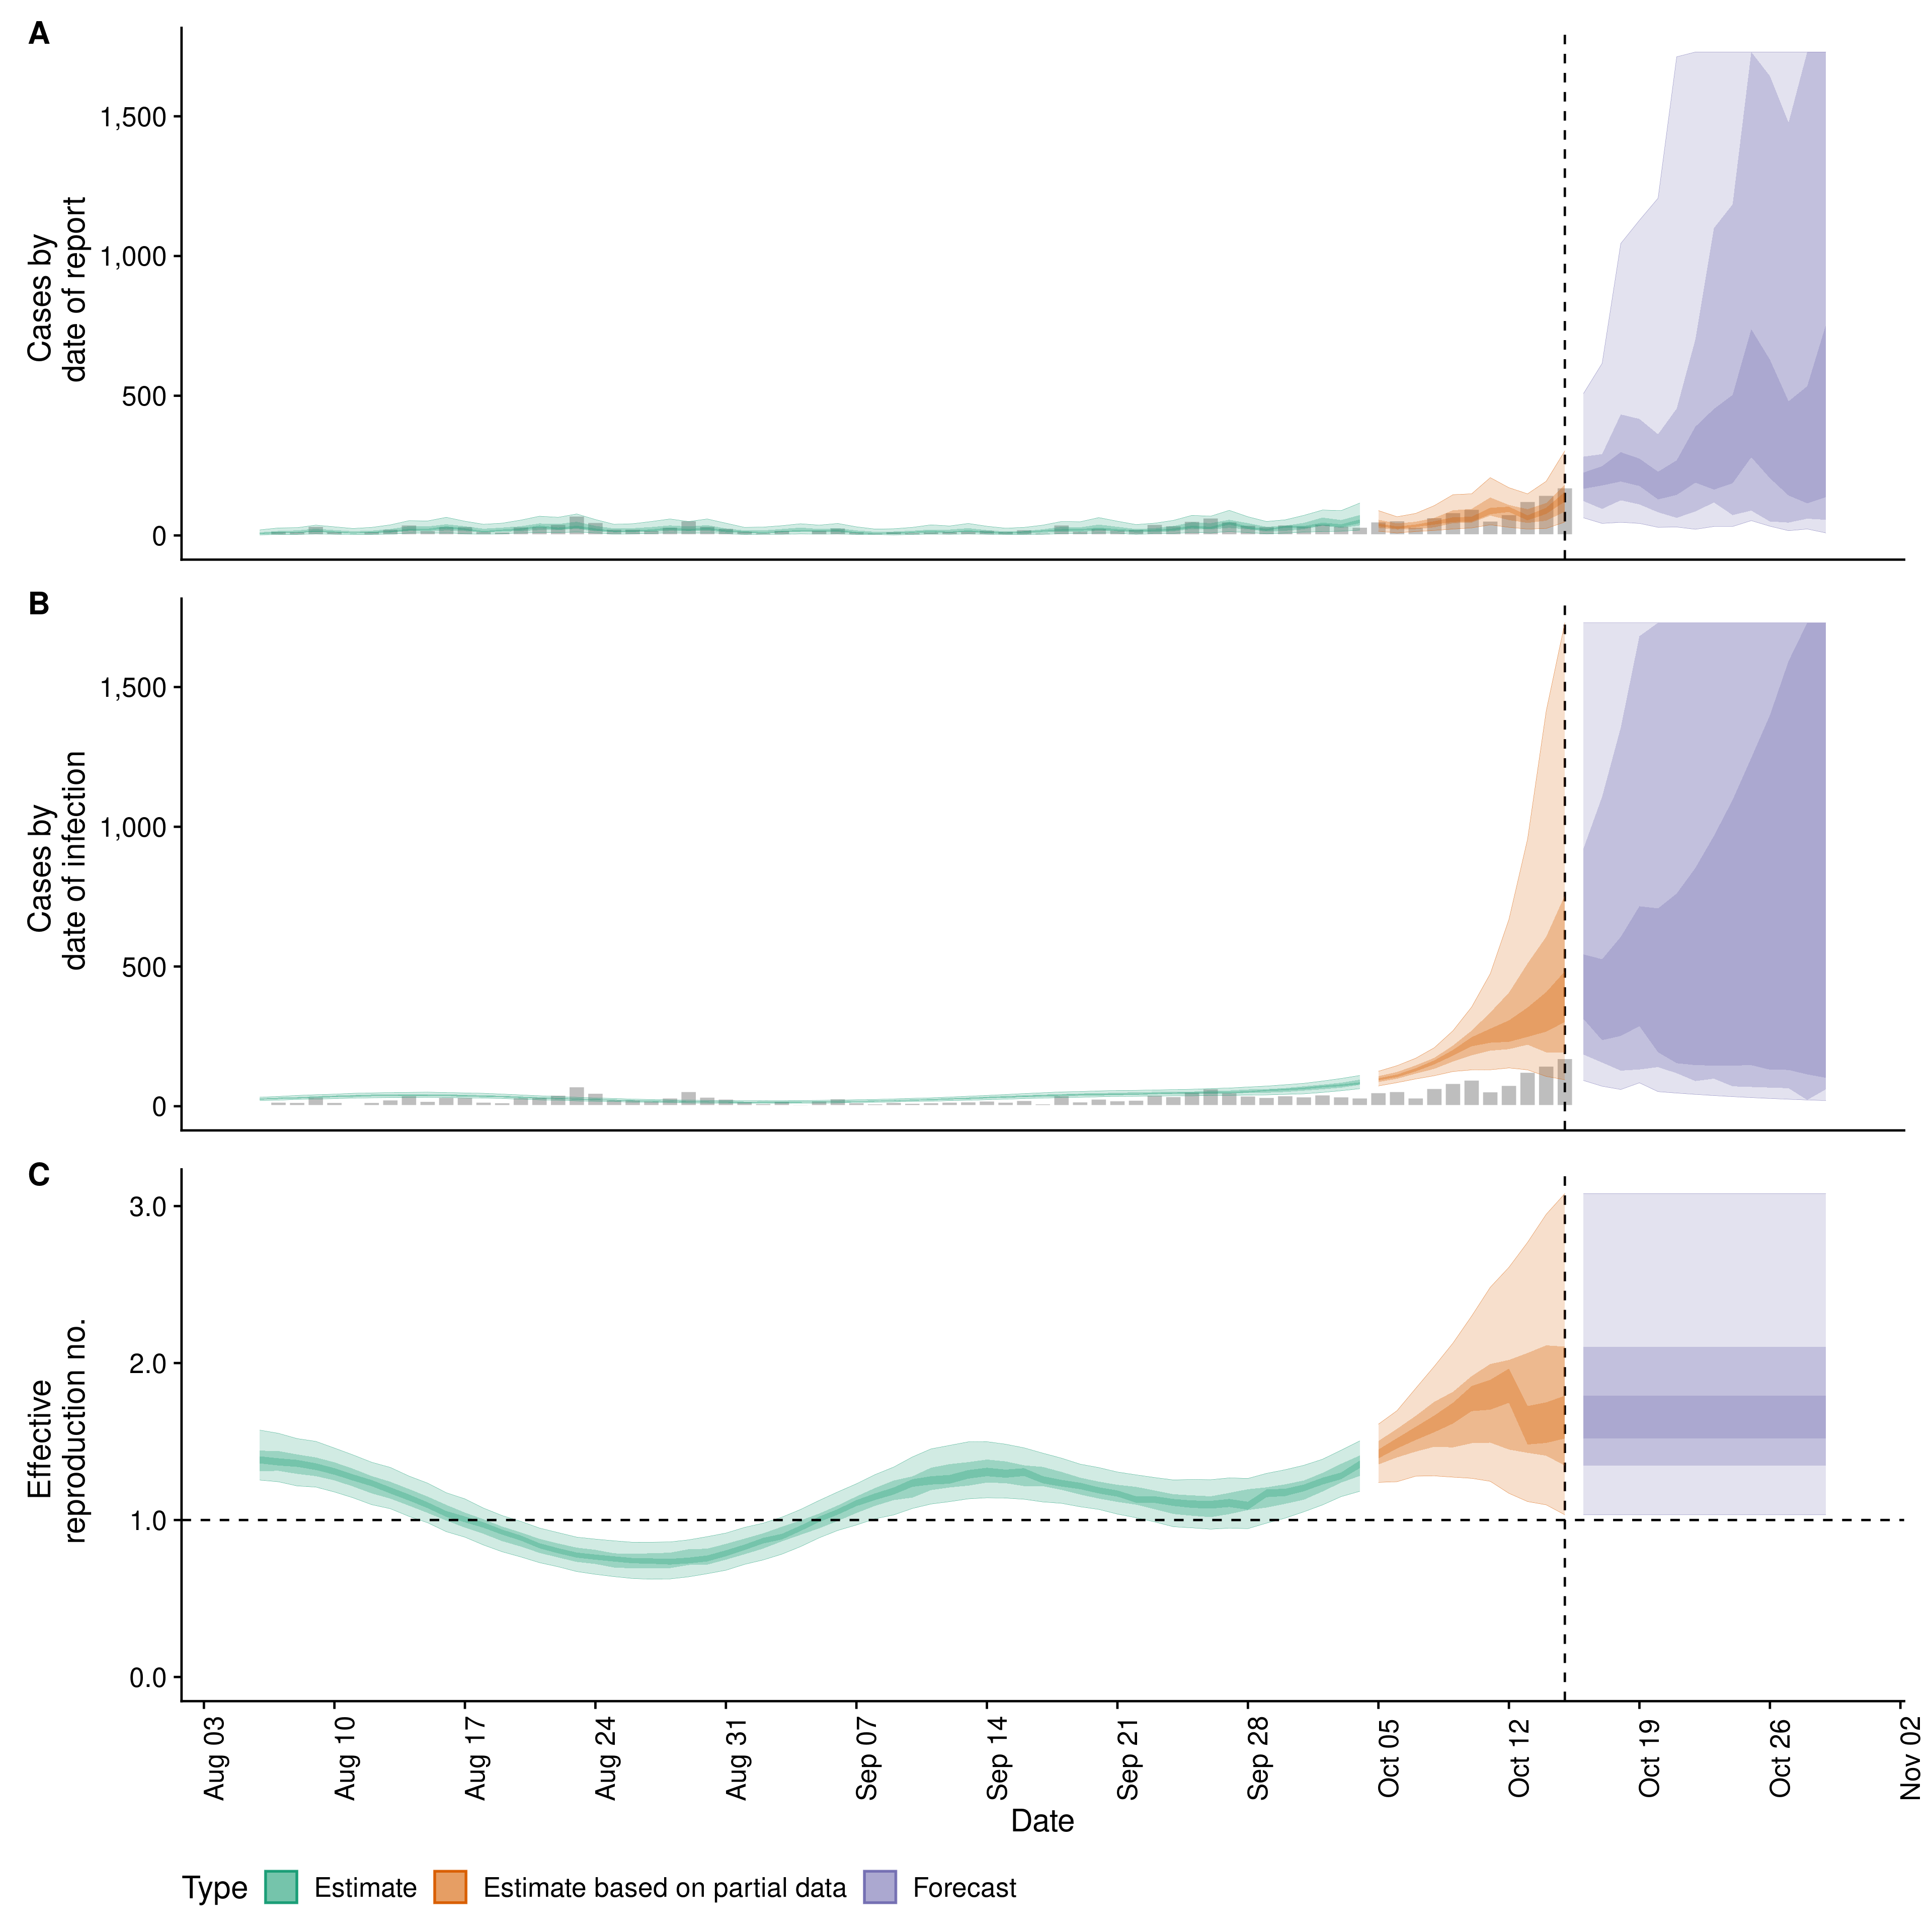 A
Cases by
date of report
1,500
1,000
500
0
B
Cases by
date of infection
1,500
1,000
500
0
C
Effective
reproduction no.
3.0
2.0
1.0
0.0
Aug 03
Aug 10
Aug 17
Aug 24
Aug 31
Sep 07
Sep 14
Sep 21
Sep 28
Oct 05
Oct 12
Oct 19
Oct 26
Nov 02
Date
Type Estimate Estimate based on partial data Forecast